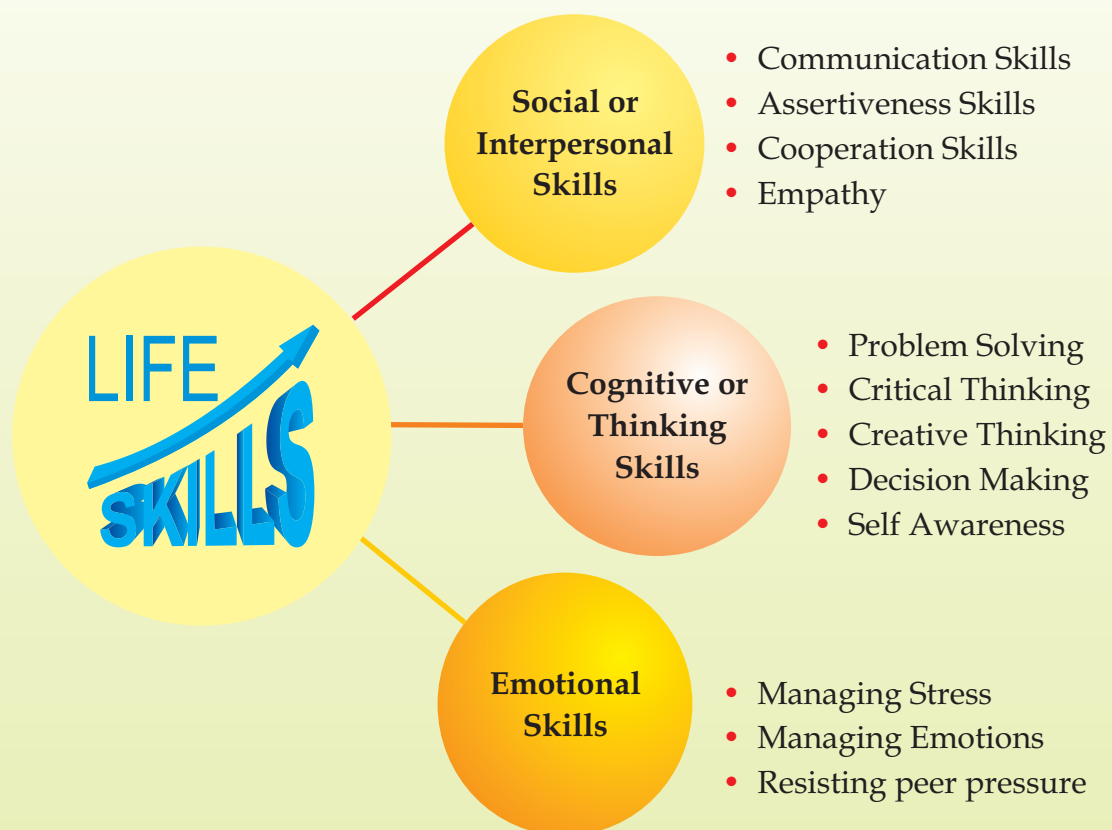 Social or
Interpersonal
Skills
• Communication Skills
• Assertiveness Skills
• Cooperation Skills
• Empathy
LIFE
SKILLS
Cognitive or
Thinking
Skills
• Problem Solving
• Critical Thinking
• Creative Thinking
• Decision Making
• Self Awareness
Emotional
Skills
• Managing Stress
• Managing Emotions
• Resisting peer pressure